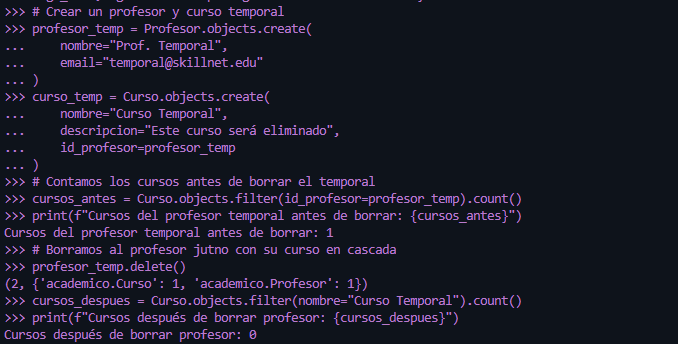 >>> # Crear un profesor y curso temporal
>>> profesor_temp = Profesor.objects.create(
...     nombre="Prof. Temporal",
...     email="temporal@skillnet.edu"
... )
>>> curso_temp = Curso.objects.create(
...     nombre="Curso Temporal",
...     descripcion="Este curso será eliminado",
...     id_profesor=profesor_temp
... )
>>> # Contamos los cursos antes de borrar el temporal
>>> cursos_antes = Curso.objects.filter(id_profesor=profesor_temp).count()
>>> print(f"Cursos del profesor temporal antes de borrar: {cursos_antes}")
Cursos del profesor temporal antes de borrar: 1
>>> # Borramos al profesor jutno con su curso en cascada
>>> profesor_temp.delete()
(2, {'academico.Curso': 1, 'academico.Profesor': 1})
>>> cursos_despues = Curso.objects.filter(nombre="Curso Temporal").count()
>>> print(f"Cursos después de borrar profesor: {cursos_despues}")
Cursos después de borrar profesor: 0